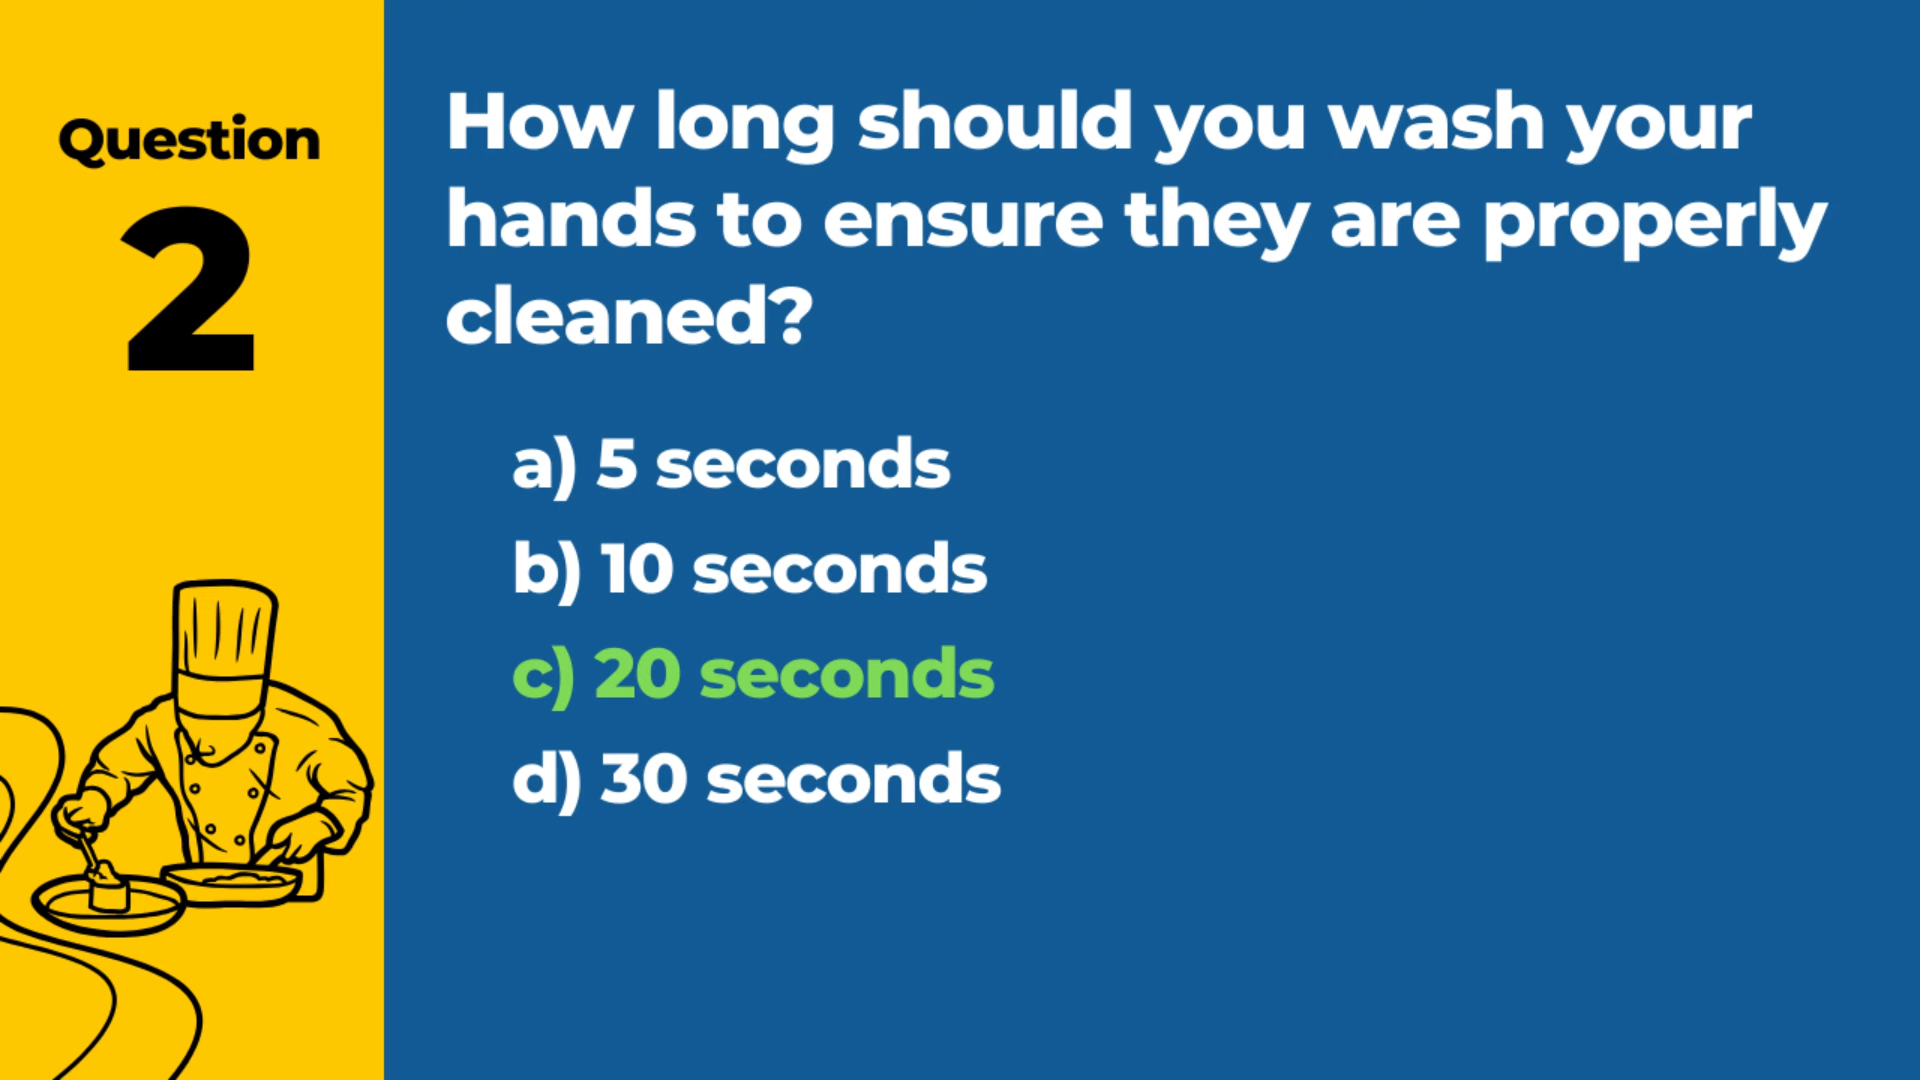 Question
2
How long should you wash your
hands to ensure they are properly
cleaned?
a) 5 seconds
b) 10 seconds
c) 20 seconds
d) 30 seconds